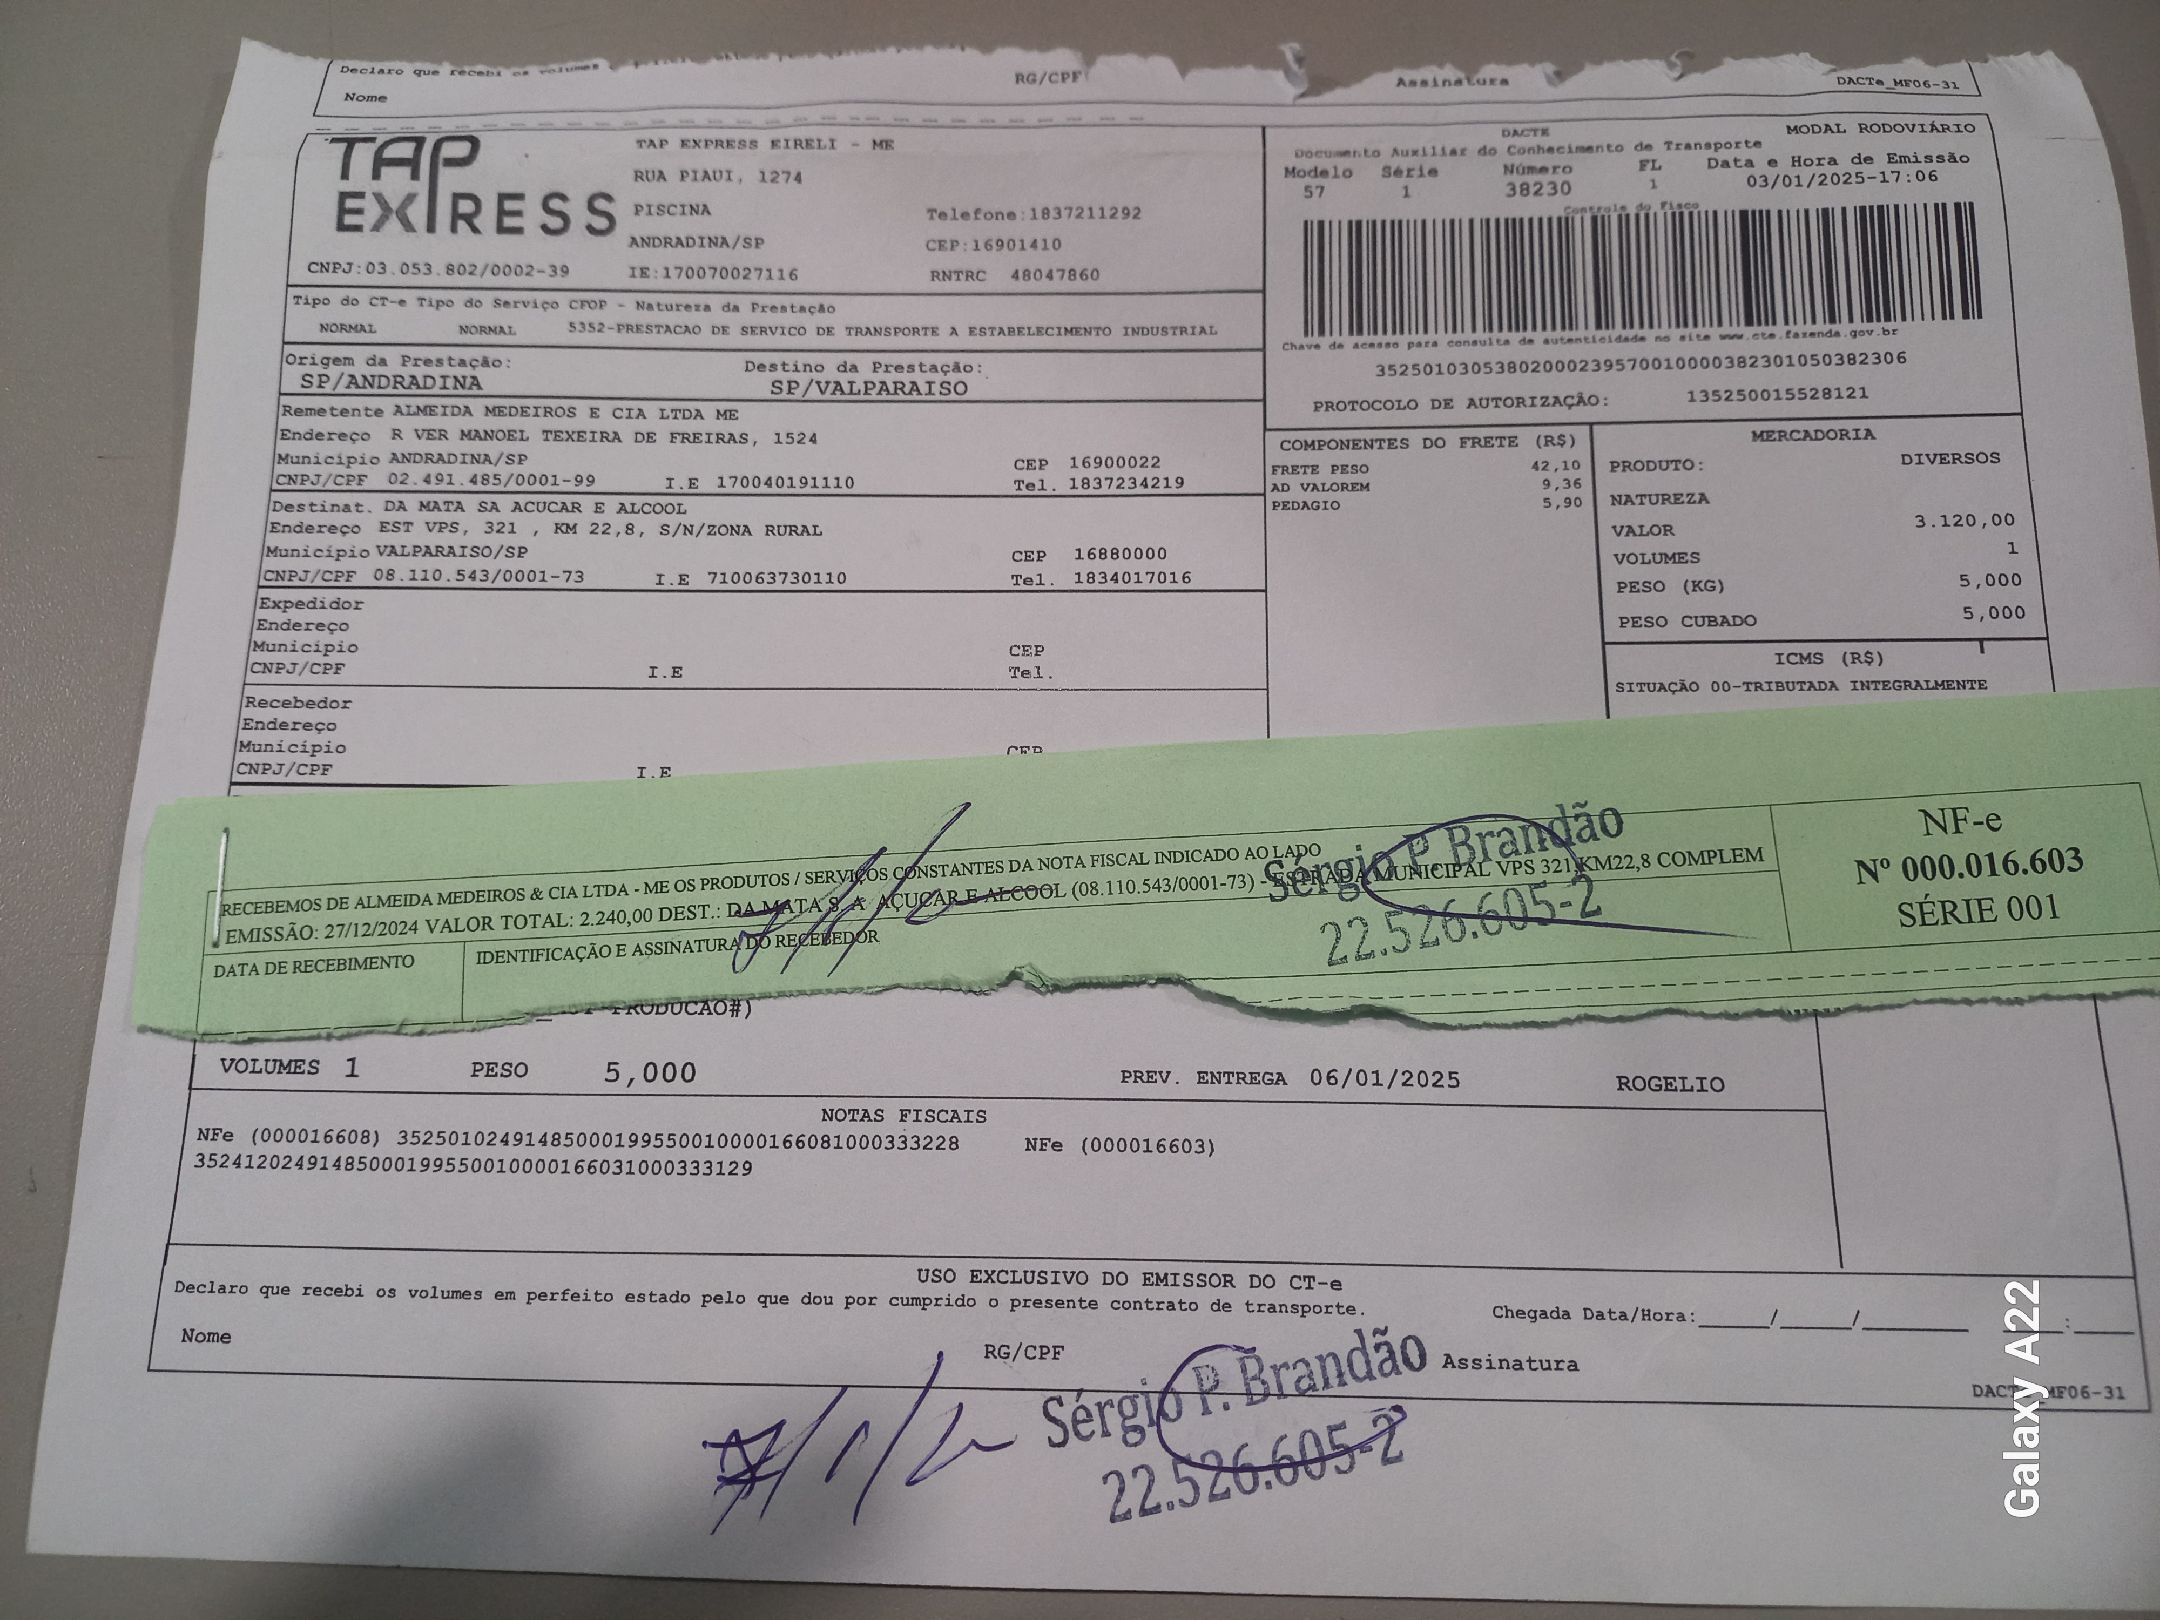 Declaro que recebi os volumes
RG/CPF
Assinatura
DACTe_MF06-31
Nome
TAP EXPRESS
TAP EXPRESS EIRELI - ME
RUA PIAUI, 1274
PISCINA Telefone:1837211292
ANDRADINA/SP CEP:16901410
CNPJ:03.053.802/0002-39 IE:170070027116 RNTRC 48047860
DACTE MODAL RODOVIÁRIO
Documento Auxiliar do Conhecimento de Transporte
Modelo Série Número FL Data e Hora de Emissão
57 1 38230 1 03/01/2025-17:06
Controle do Fisco
Chave de acesso para consulta de autenticidade no site www.cte.fazenda.gov.br
35250103053802000239570010000382301050382306
PROTOCOLO DE AUTORIZAÇÃO: 135250015528121
Tipo do CT-e Tipo do Serviço CFOP - Natureza da Prestação
NORMAL NORMAL 5352-PRESTACAO DE SERVICO DE TRANSPORTE A ESTABELECIMENTO INDUSTRIAL
Origem da Prestação: Destino da Prestação:
SP/ANDRADINA SP/VALPARAISO
Remetente ALMEIDA MEDEIROS E CIA LTDA ME
Endereço R VER MANOEL TEXEIRA DE FREIRAS, 1524
Município ANDRADINA/SP CEP 16900022
CNPJ/CPF 02.491.485/0001-99 I.E 170040191110 Tel. 1837234219
Destinat. DA MATA SA ACUCAR E ALCOOL
Endereço EST VPS, 321 , KM 22,8, S/N/ZONA RURAL
Município VALPARAISO/SP CEP 16880000
CNPJ/CPF 08.110.543/0001-73 I.E 710063730110 Tel. 1834017016
Expedidor
Endereço
Município CEP
CNPJ/CPF I.E Tel.
Recebedor
Endereço
Município CEP
CNPJ/CPF I.E
COMPONENTES DO FRETE (R$)
FRETE PESO 42,10
AD VALOREM 9,36
PEDAGIO 5,90
MERCADORIA
PRODUTO: DIVERSOS
NATUREZA
VALOR 3.120,00
VOLUMES 1
PESO (KG) 5,000
PESO CUBADO 5,000
ICMS (R$)
SITUAÇÃO 00-TRIBUTADA INTEGRALMENTE
RECEBEMOS DE ALMEIDA MEDEIROS & CIA LTDA - ME OS PRODUTOS / SERVIÇOS CONSTANTES DA NOTA FISCAL INDICADO AO LADO
EMISSÃO: 27/12/2024 VALOR TOTAL: 2.240,00 DEST.: DA MATA S. A. AÇUCAR E ALCOOL (08.110.543/0001-73) - ESTRADA MUNICIPAL VPS 321,KM22,8 COMPLEM
DATA DE RECEBIMENTO
IDENTIFICAÇÃO E ASSINATURA DO RECEBEDOR
Sérgio P. Brandão
22.526.605-2
NF-e
Nº 000.016.603
SÉRIE 001
PRODUCAO#)
VOLUMES 1 PESO 5,000 PREV. ENTREGA 06/01/2025 ROGELIO
NOTAS FISCAIS
NFe (000016608) 35250102491485000199550010000166081000333228 NFe (000016603)
35241202491485000199550010000166031000333129
USO EXCLUSIVO DO EMISSOR DO CT-e
Declaro que recebi os volumes em perfeito estado pelo que dou por cumprido o presente contrato de transporte.
Chegada Data/Hora:______/______/_________ _____:_____
Nome
RG/CPF
Assinatura
DACTe_MF06-31
Sérgio P. Brandão
22.526.605-2
Galaxy A22